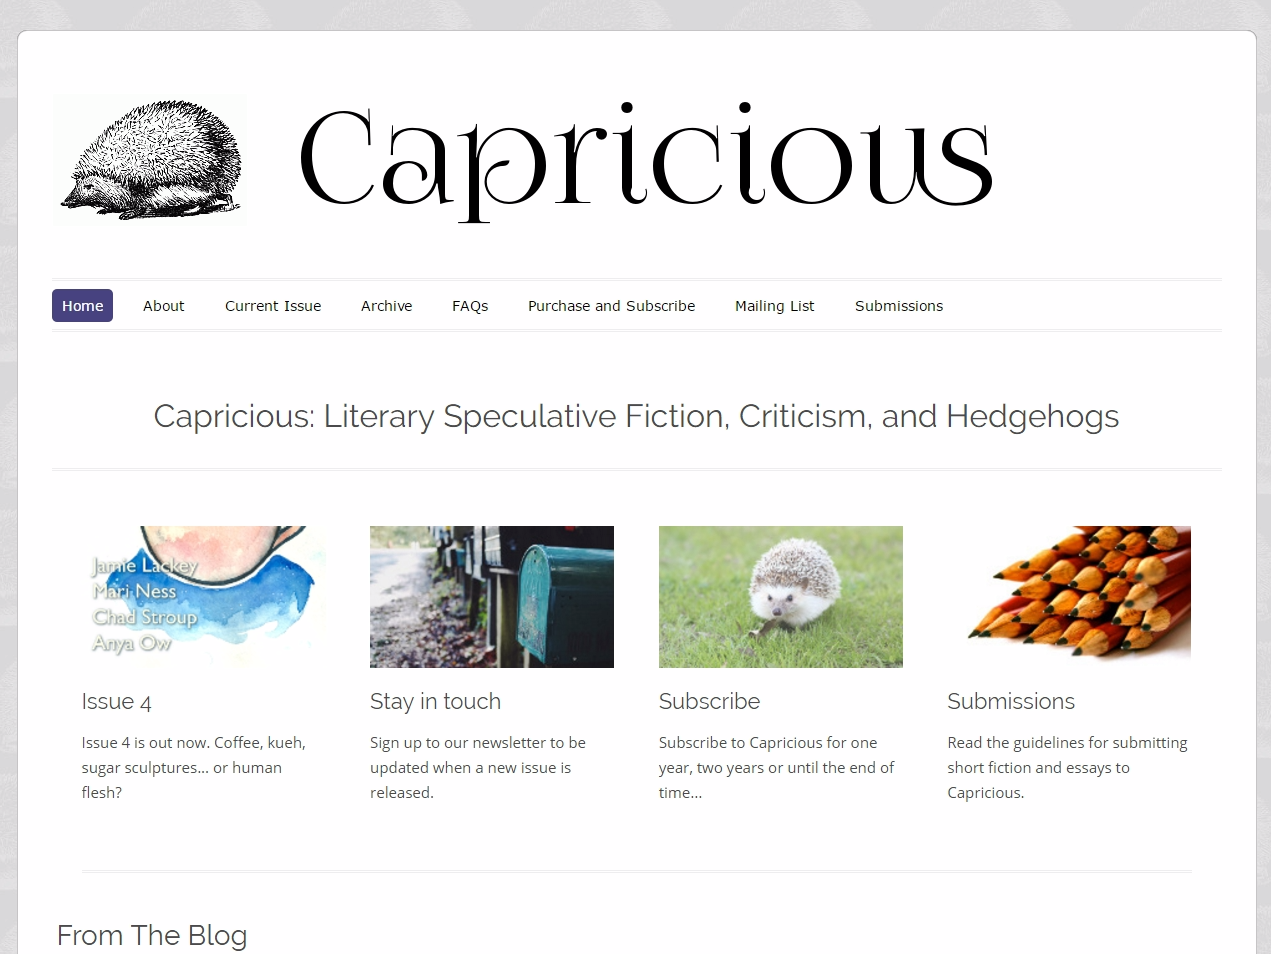 Capricious
Home About Current Issue Archive FAQs Purchase and Subscribe Mailing List Submissions
Capricious: Literary Speculative Fiction, Criticism, and Hedgehogs
Jamie Lackey
Mari Ness
Chad Stroup
Anya Ow
Issue 4
Issue 4 is out now. Coffee, kueh,
sugar sculptures... or human
flesh?
Stay in touch
Sign up to our newsletter to be
updated when a new issue is
released.
Subscribe
Subscribe to Capricious for one
year, two years or until the end of
time...
Submissions
Read the guidelines for submitting
short fiction and essays to
Capricious.
From The Blog